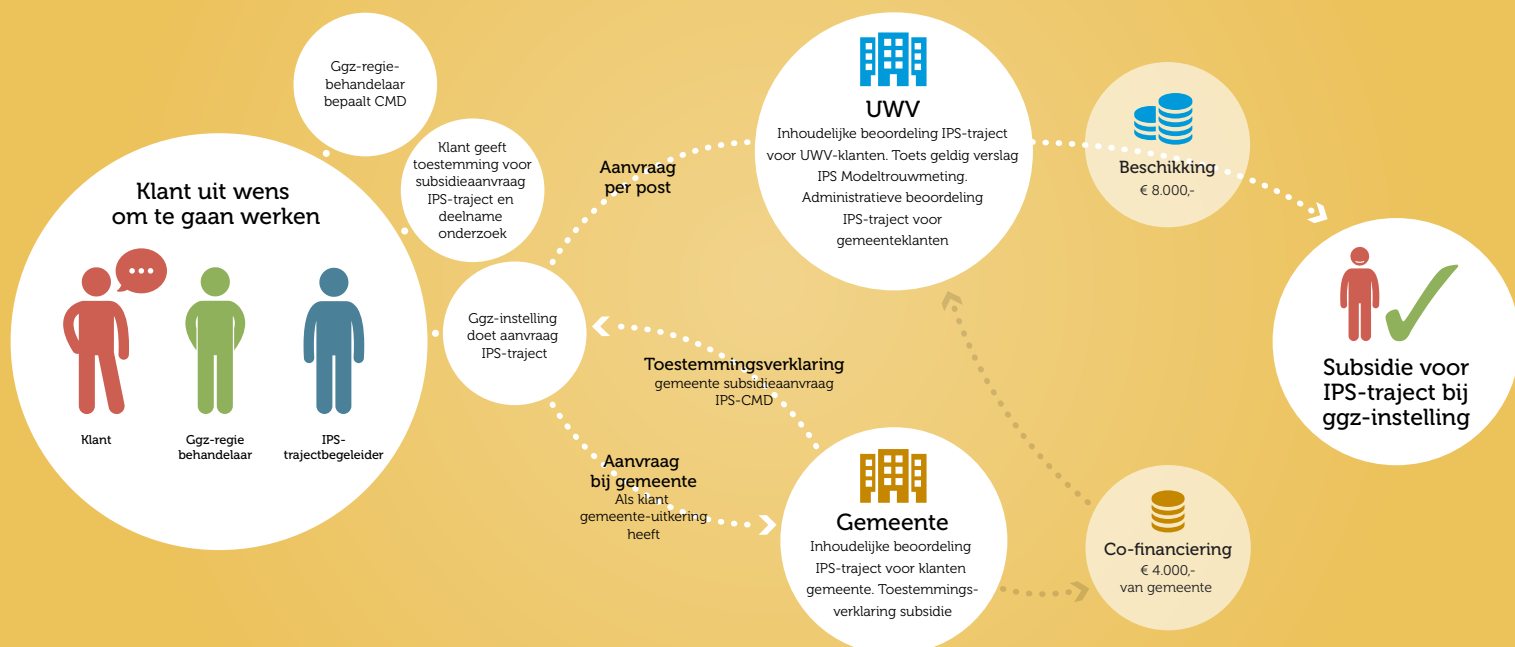 Ggz-regie-
behandelaar
bepaalt CMD
Klant uit wens
om te gaan werken
Klant
Ggz-regie
behandelaar
IPS-
trajectbegeleider
Klant geeft
toestemming voor
subsidieaanvraag
IPS-traject en
deelname
onderzoek
Ggz-instelling
doet aanvraag
IPS-traject
Aanvraag
per post
UWV
Inhoudelijke beoordeling IPS-traject
voor UWV-klanten. Toets geldig verslag
IPS Modeltrouwmeting.
Administratieve beoordeling
IPS-traject voor
gemeenteklanten
Beschikking
€ 8.000,-
Toestemmingsverklaring
gemeente subsidieaanvraag
IPS-CMD
Aanvraag
bij gemeente
Als klant
gemeente-uitkering
heeft
Gemeente
Inhoudelijke beoordeling
IPS-traject voor klanten
gemeente. Toestemmings-
verklaring subsidie
Co-financiering
€ 4.000,-
van gemeente
Subsidie voor
IPS-traject bij
ggz-instelling